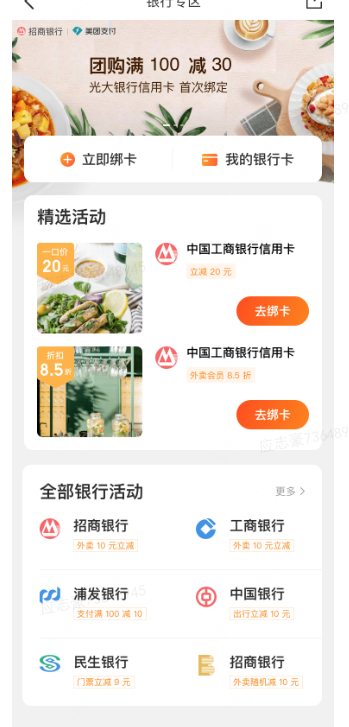 银行专区
招商银行 | 美团支付
团购满 100 减 30
光大银行信用卡 首次绑定
立即绑卡
我的银行卡
精选活动
一口价
20元
中国工商银行信用卡
立减 20 元
去绑卡
折扣
8.5折
中国工商银行信用卡
外卖会员 8.5 折
去绑卡
全部银行活动
更多
招商银行
外卖 10 元立减
工商银行
外卖 10 元立减
浦发银行
支付满 100 减 10
中国银行
出行立减 10 元
民生银行
门票立减 9 元
招商银行
外卖随机减 10 元